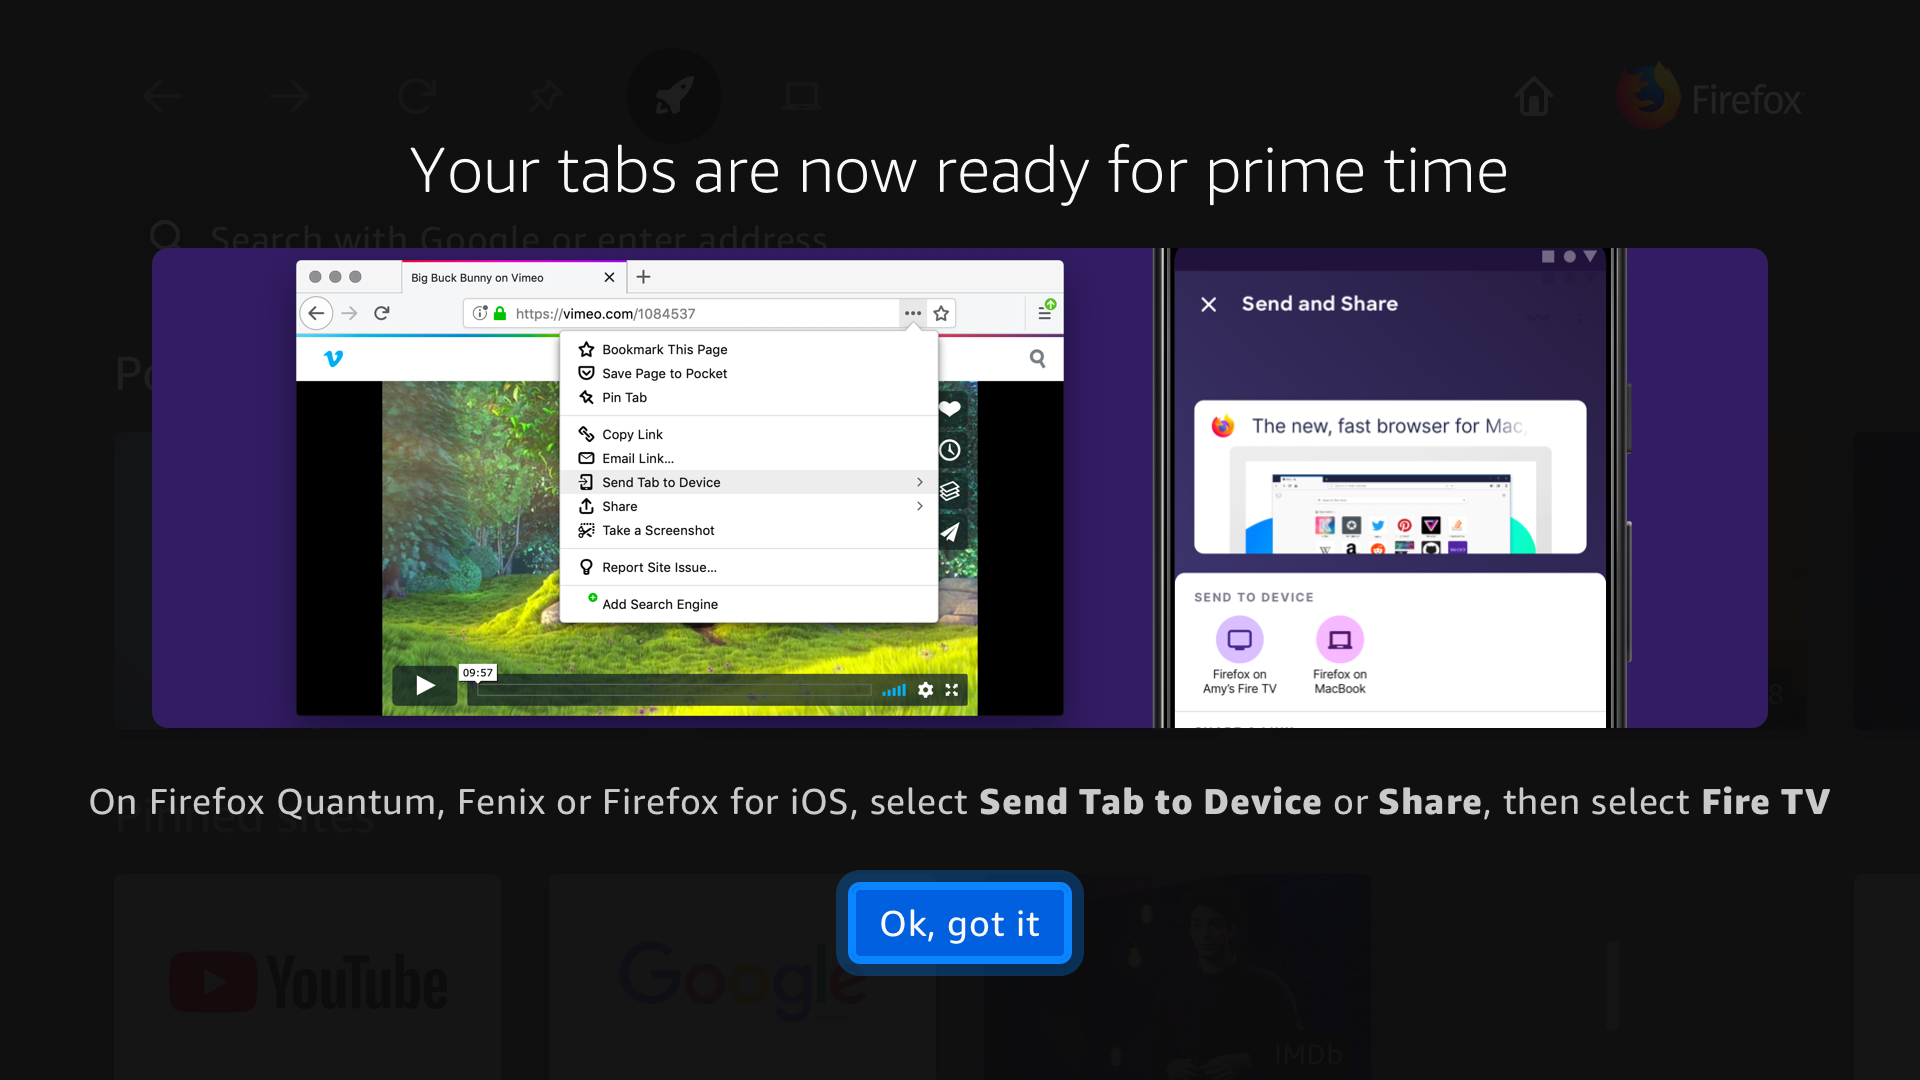 Firefox
Your tabs are now ready for prime time
Search with Google or enter address
Big Buck Bunny on Vimeo
https://vimeo.com/1084537
Bookmark This Page
Save Page to Pocket
Pin Tab
Copy Link
Email Link...
Send Tab to Device
Share
Take a Screenshot
Report Site Issue...
Add Search Engine
09:57
Send and Share
The new, fast browser for Mac,
SEND TO DEVICE
Firefox on
Amy's Fire TV
Firefox on
MacBook
On Firefox Quantum, Fenix or Firefox for iOS, select Send Tab to Device or Share, then select Fire TV
Pinned sites
Ok, got it
YouTube
Google
IMDb